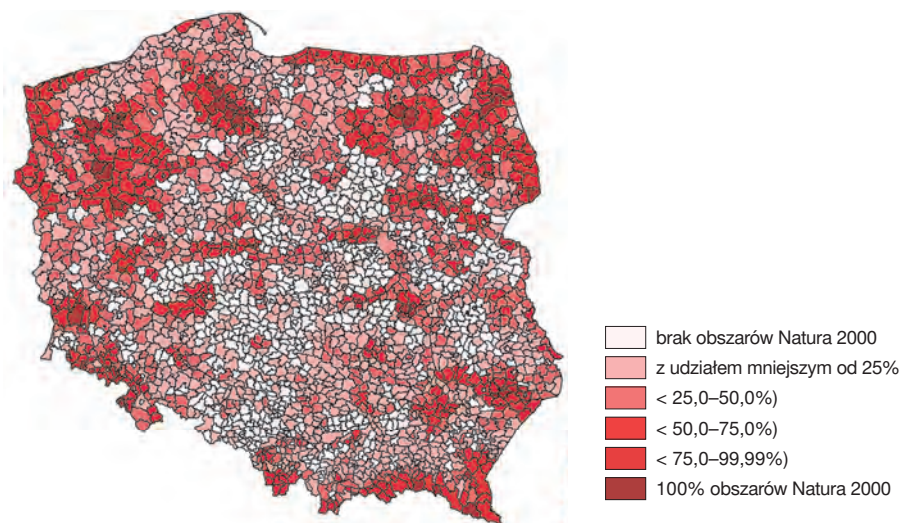 brak obszarów Natura 2000
z udziałem mniejszym od 25%
< 25,0–50,0%)
< 50,0–75,0%)
< 75,0–99,99%)
100% obszarów Natura 2000